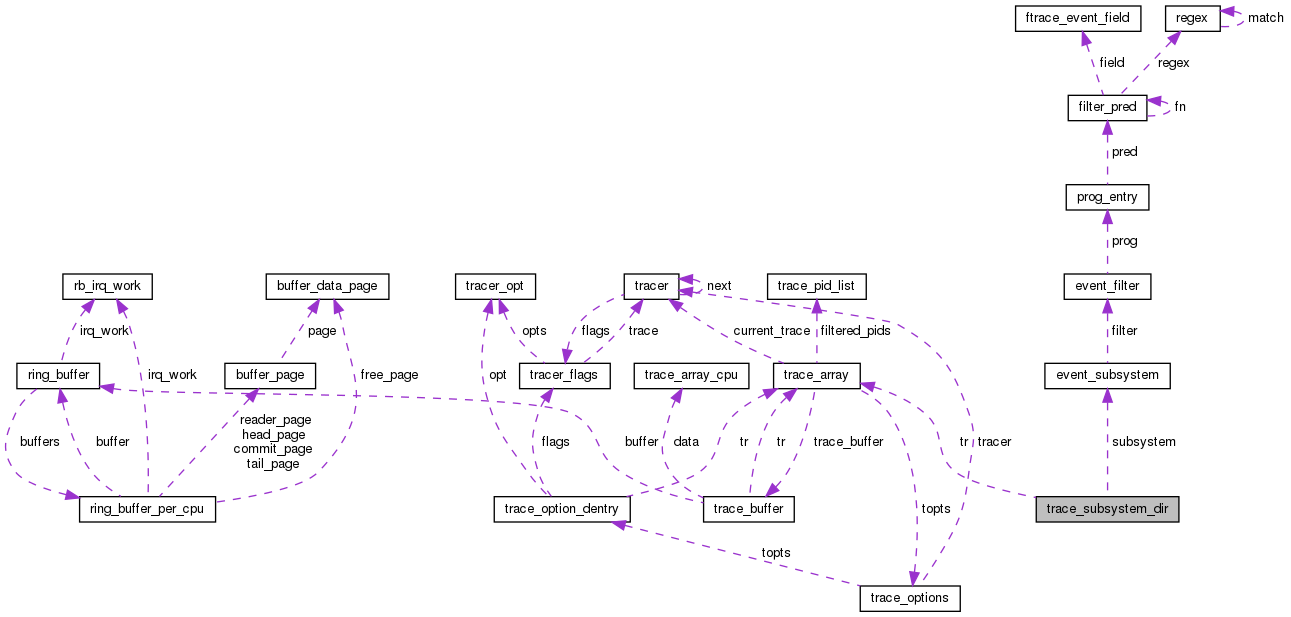 ftrace_event_field
regex
match
field
regex
filter_pred
fn
pred
prog_entry
prog
rb_irq_work
buffer_data_page
tracer_opt
tracer
next
trace_pid_list
event_filter
irq_work
page
opts
flags
trace
current_trace
filtered_pids
filter
ring_buffer
irq_work
buffer_page
free_page
opt
tracer_flags
trace_array_cpu
trace_array
event_subsystem
buffers
buffer
reader_page
head_page
commit_page
tail_page
flags
buffer
data
tr
tr
trace_buffer
tr
tracer
subsystem
ring_buffer_per_cpu
trace_option_dentry
trace_buffer
topts
trace_subsystem_dir
topts
trace_options